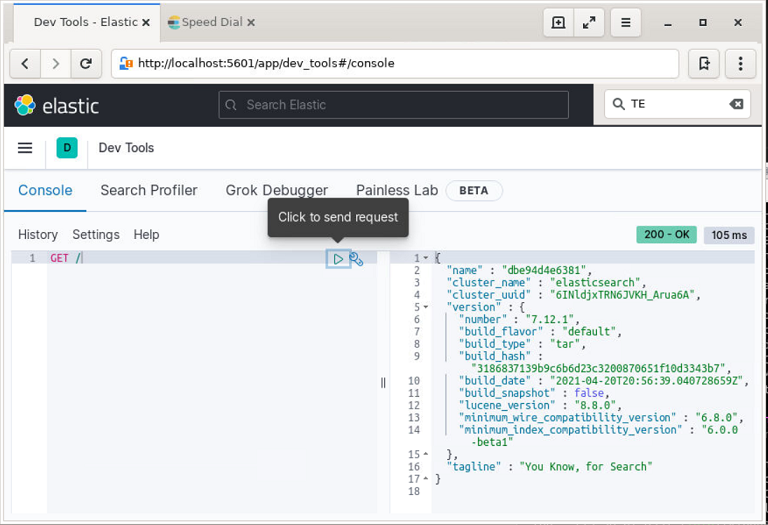 Dev Tools - Elastic
Speed Dial
http://localhost:5601/app/dev_tools#/console
elastic
Search Elastic
TE
D
Dev Tools
Console
Search Profiler
Grok Debugger
Painless Lab
BETA
Click to send request
History
Settings
Help
200 - OK
105 ms
1 GET /
1 {
2 "name" : "dbe94d4e6381",
3 "cluster_name" : "elasticsearch",
4 "cluster_uuid" : "6INldjxTRN6JVKH_Arua6A",
5 "version" : {
6 "number" : "7.12.1",
7 "build_flavor" : "default",
8 "build_type" : "tar",
9 "build_hash" :
"3186837139b9c6b6d23c3200870651f10d3343b7",
10 "build_date" : "2021-04-20T20:56:39.040728659Z",
11 "build_snapshot" : false,
12 "lucene_version" : "8.8.0",
13 "minimum_wire_compatibility_version" : "6.8.0",
14 "minimum_index_compatibility_version" : "6.0.0
-beta1"
15 },
16 "tagline" : "You Know, for Search"
17 }
18